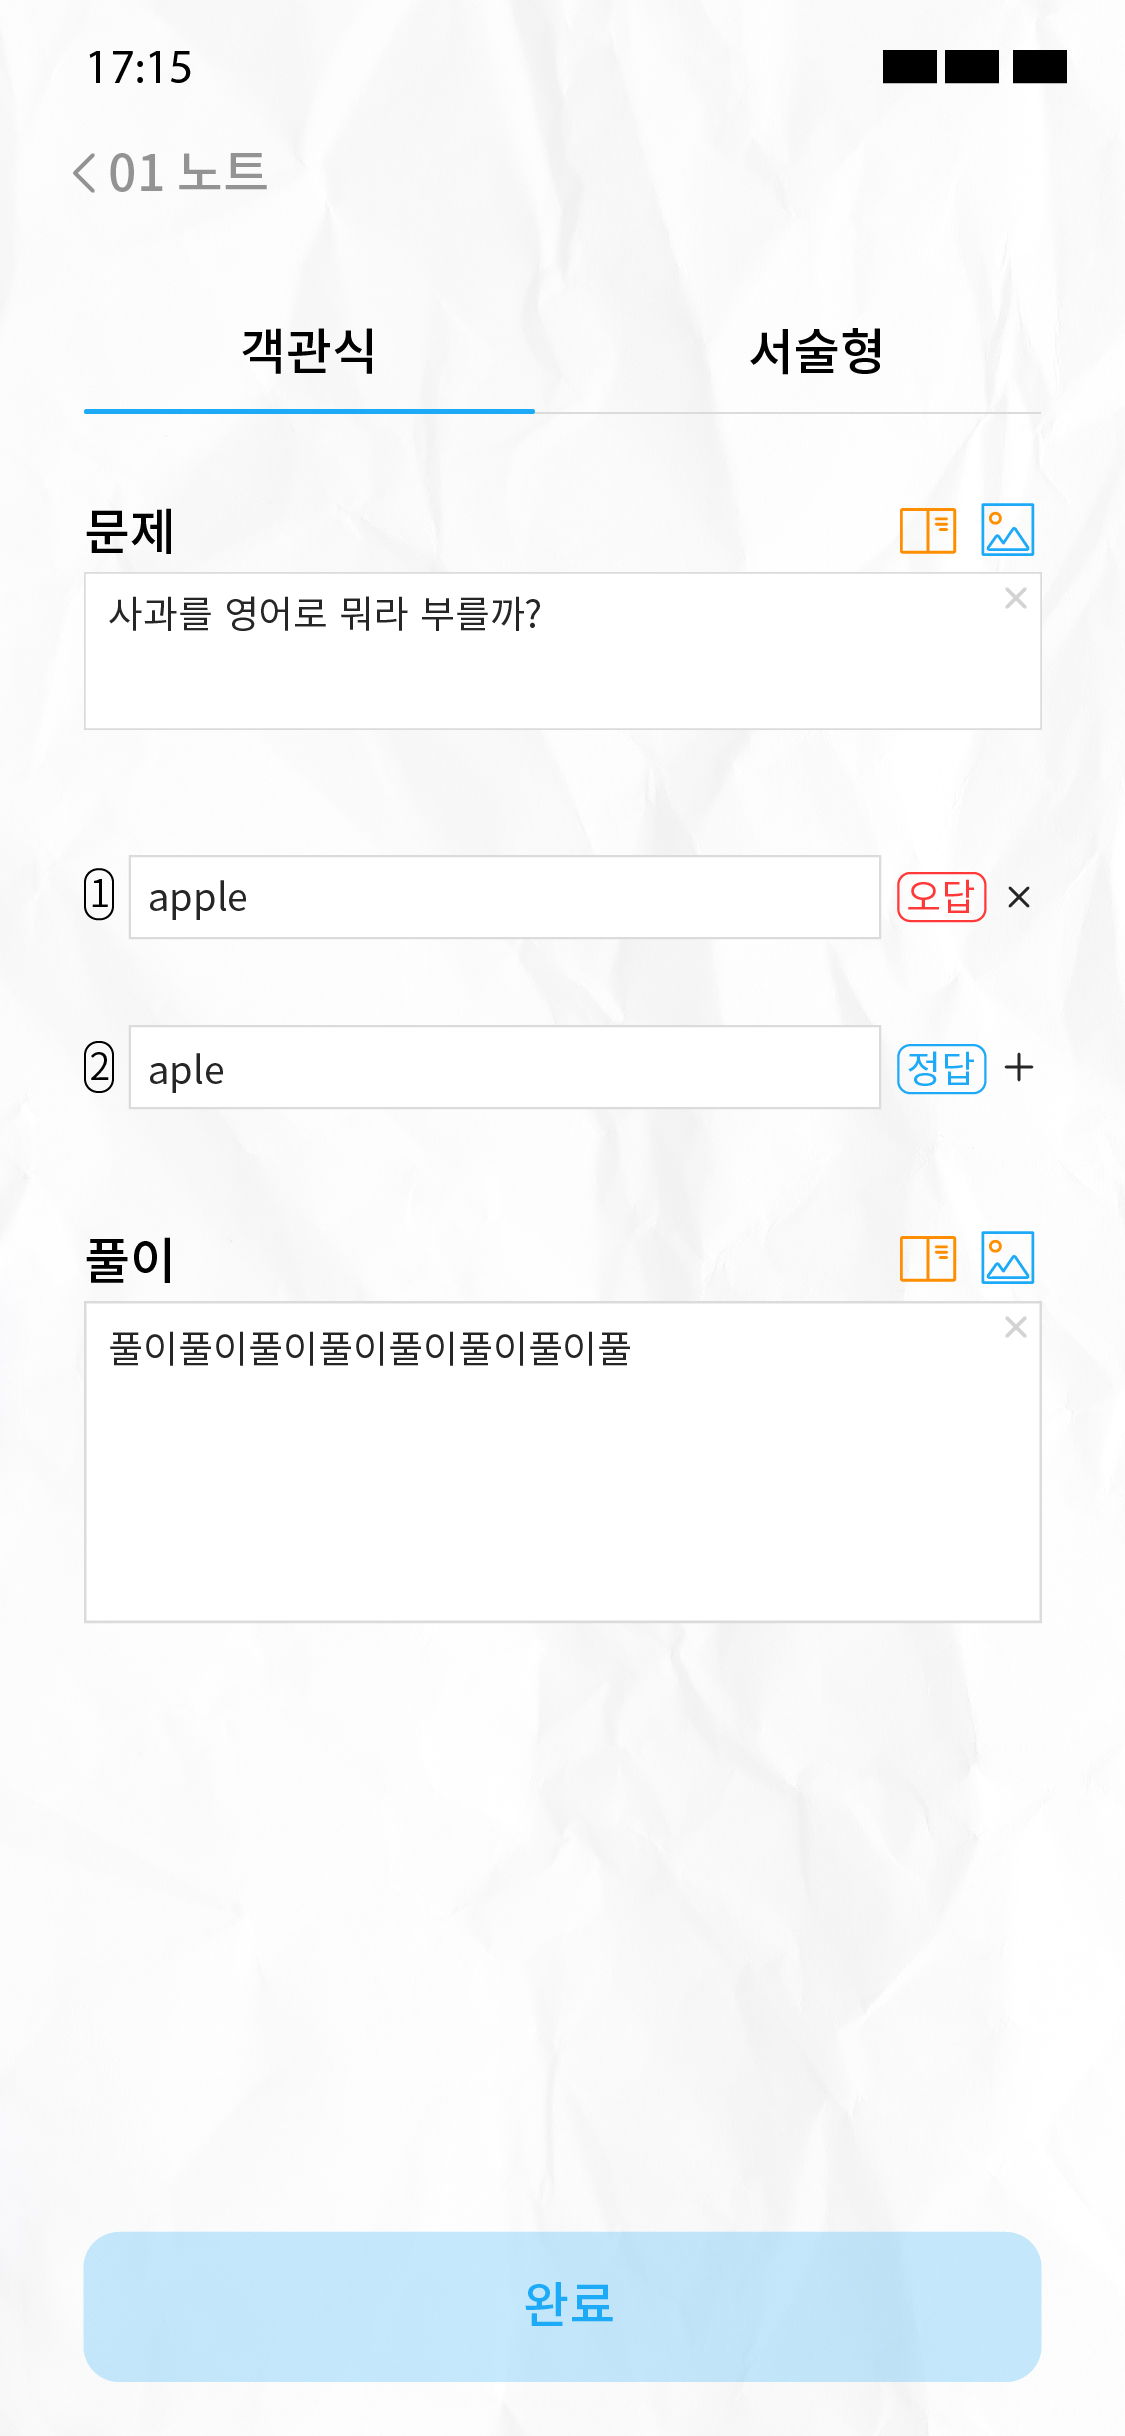 17:15
01 노트
객관식 서술형
문제
사과를 영어로 뭐라 부를까?
1 apple 오답
2 aple 정답
풀이
풀이풀이풀이풀이풀이풀이풀이풀
완료